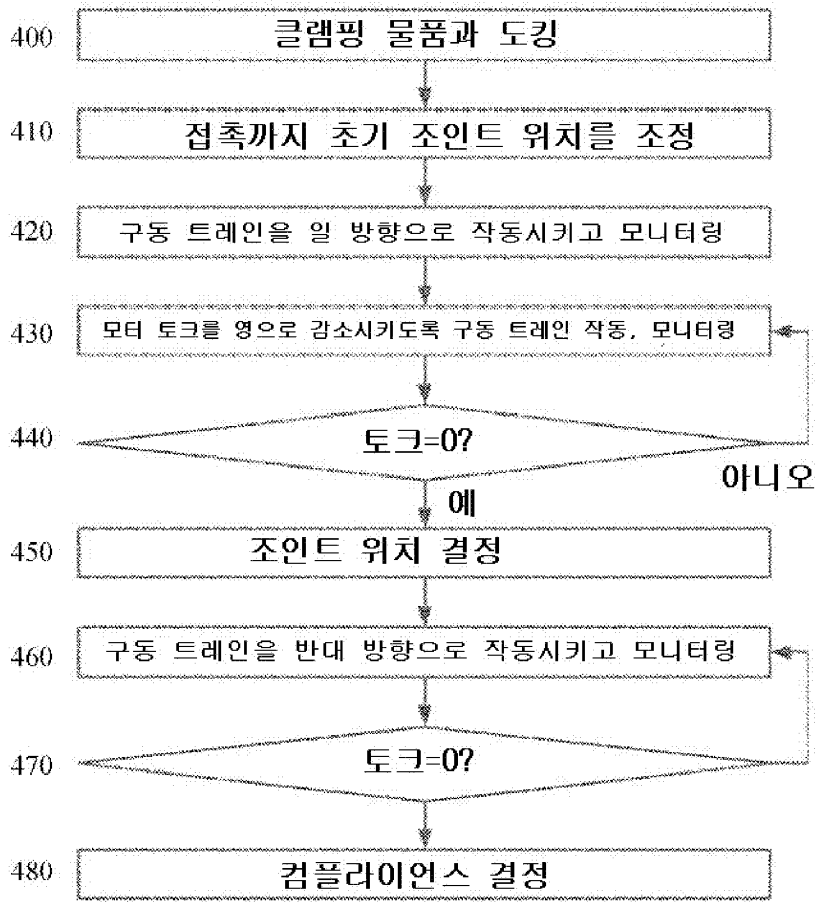 400 클램핑 물품과 도킹
410 접촉까지 초기 조인트 위치를 조정
420 구동 트레인을 일 방향으로 작동시키고 모니터링
430 모터 토크를 영으로 감소시키도록 구동 트레인 작동, 모니터링
440 토크=0?
아니오
예
450 조인트 위치 결정
460 구동 트레인을 반대 방향으로 작동시키고 모니터링
470 토크=0?
480 컴플라이언스 결정